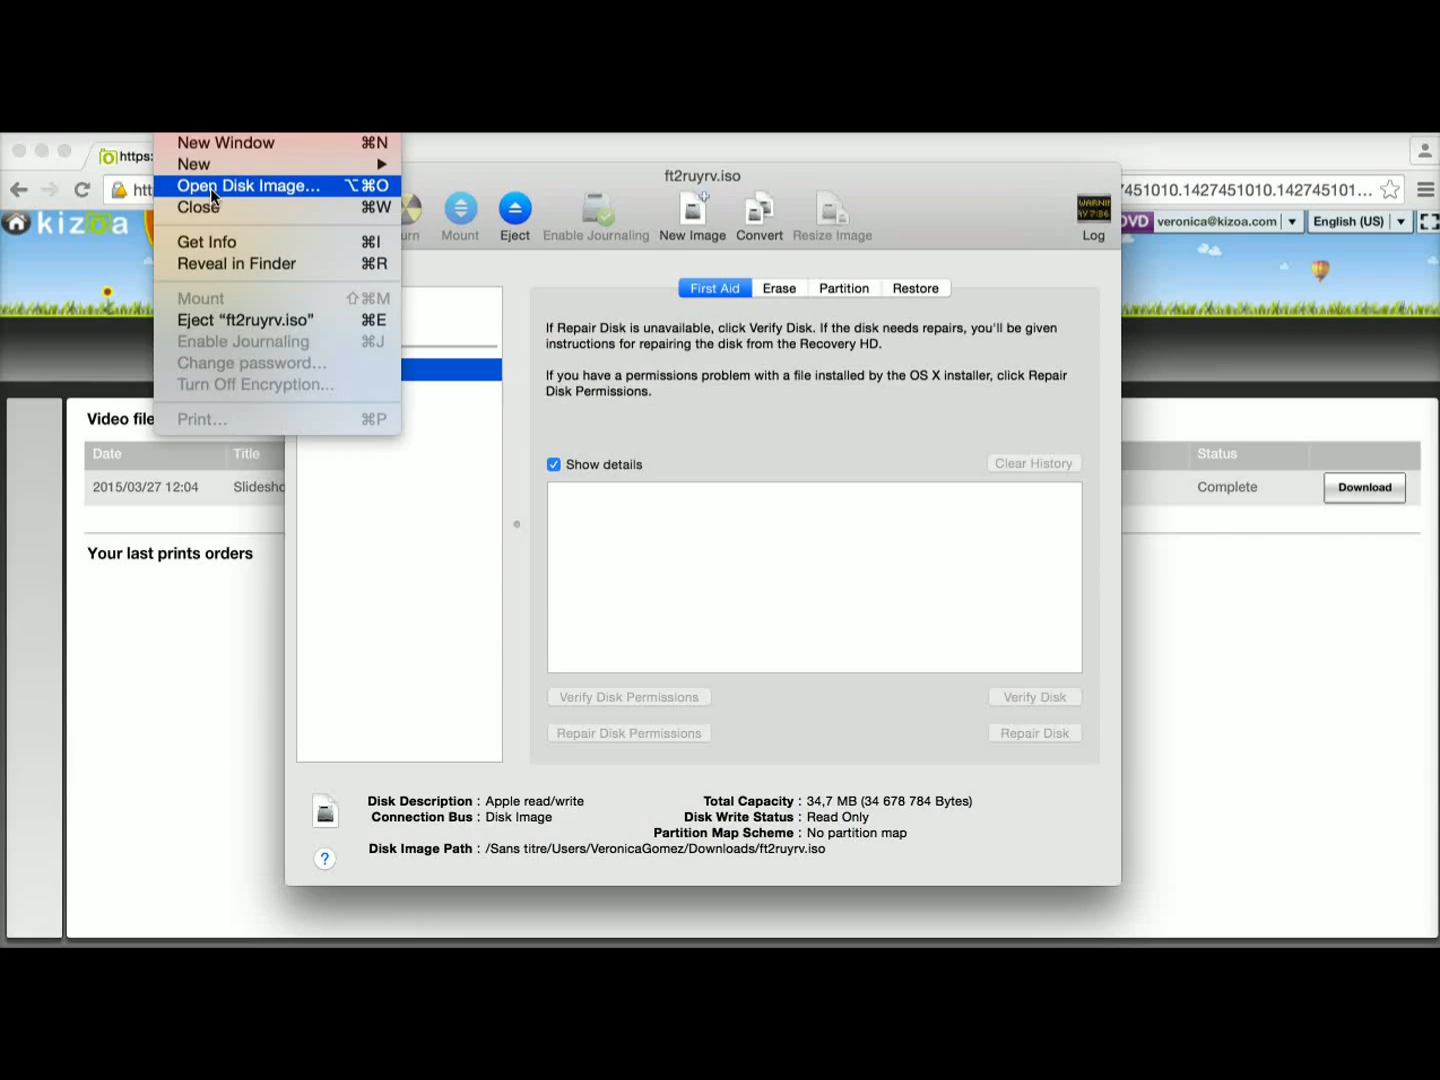 New Window ⌘N
New ▶
Open Disk Image... ⌥⌘O
Close ⌘W
Get Info ⌘I
Reveal in Finder ⌘R
Mount ⇧⌘M
Eject “ft2ruyrv.iso” ⌘E
Enable Journaling ⌘J
Change password...
Turn Off Encryption...
Print... ⌘P
https:
745101O.1427451010.142745101...
kizoa
DVD veronica@kizoa.com English (US)
ft2ruyrv.iso
Mount Eject Enable Journaling New Image Convert Resize Image Log
First Aid Erase Partition Restore
If Repair Disk is unavailable, click Verify Disk. If the disk needs repairs, you'll be given
instructions for repairing the disk from the Recovery HD.
If you have a permissions problem with a file installed by the OS X installer, click Repair
Disk Permissions.
Show details Clear History
Verify Disk Permissions Verify Disk
Repair Disk Permissions Repair Disk
Disk Description : Apple read/write
Connection Bus : Disk Image
Total Capacity : 34,7 MB (34 678 784 Bytes)
Disk Write Status : Read Only
Partition Map Scheme : No partition map
Disk Image Path : /Sans titre/Users/VeronicaGomez/Downloads/ft2ruyrv.iso
?
Video file
Date Title Status
2015/03/27 12:04 Slidesho Complete Download
Your last prints orders